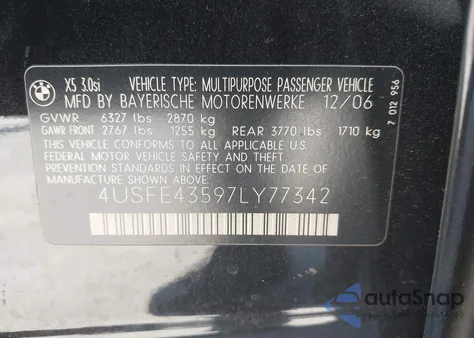 X5 3.0si VEHICLE TYPE: MULTIPURPOSE PASSENGER VEHICLE
MFD BY BAYERISCHE MOTORENWERKE 12/06
GVWR 6327 lbs 2870 kg
GAWR FRONT 2767 lbs 1255 kg REAR 3770 lbs 1710 kg
THIS VEHICLE CONFORMS TO ALL APPLICABLE
U.S. FEDERAL MOTOR VEHICLE SAFETY, AND THEFT
PREVENTION STANDARDS IN EFFECT ON THE DATE
OF MANUFACTURE SHOWN ABOVE.
4USFE43597LY77342
7 012 956
autoSnap